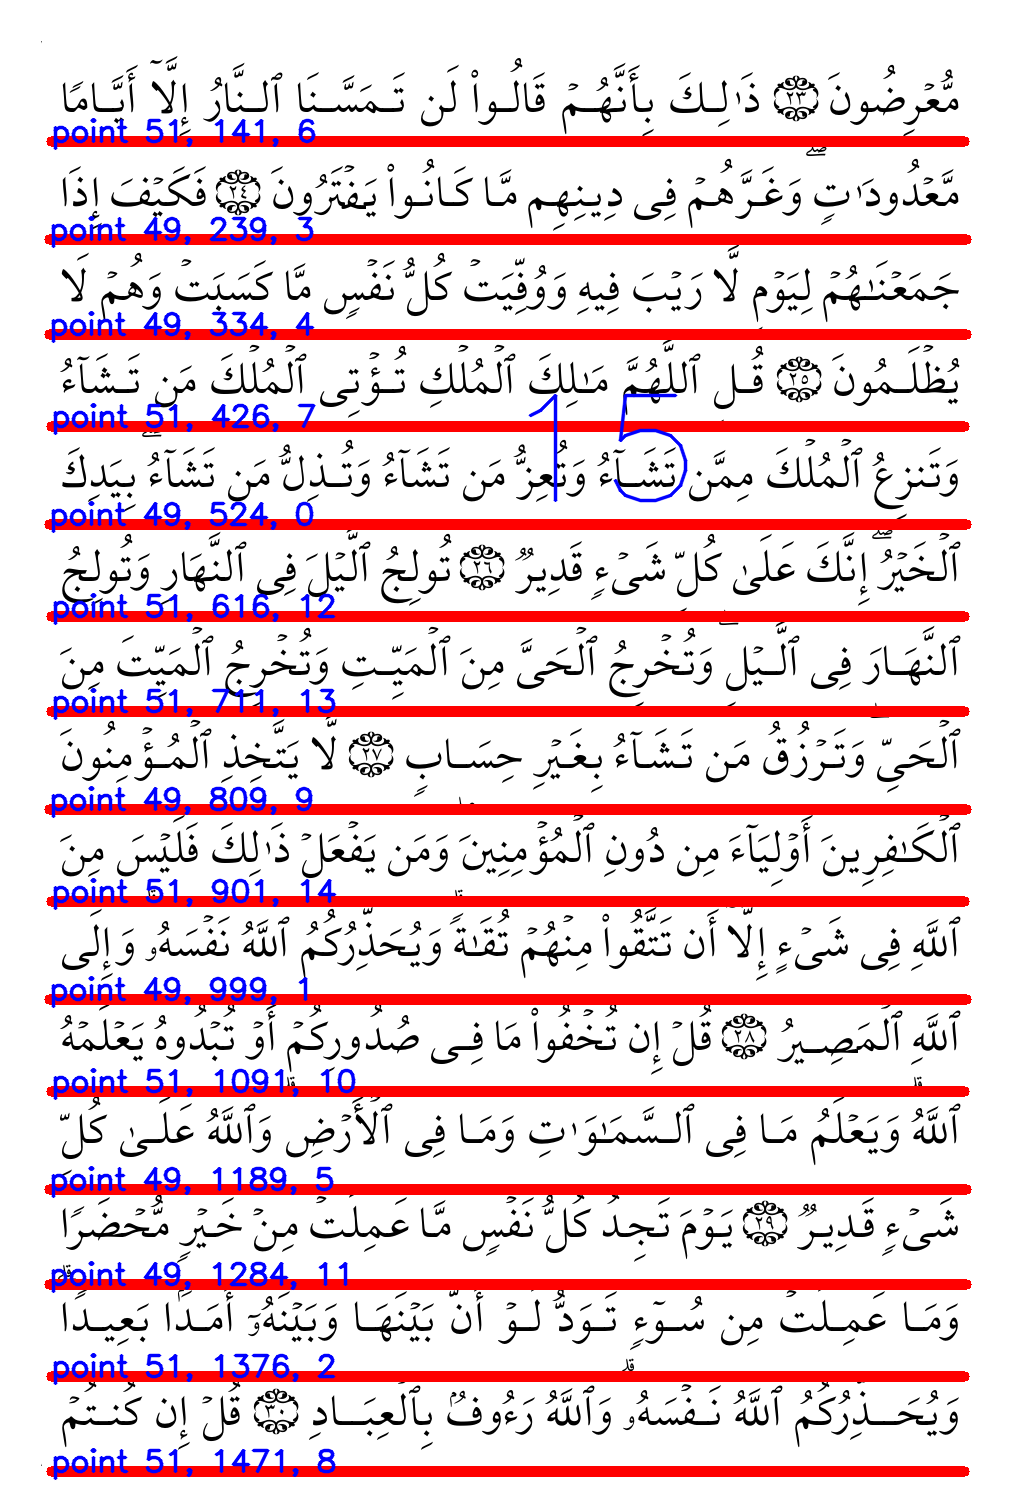 مُّعْرِضُونَ ٢٣ ذَٰلِكَ بِأَنَّهُمْ قَالُوا۟ لَن تَمَسَّنَا ٱلنَّارُ إِلَّآ أَيَّامًا
point 51, 141, 6
مَّعْدُودَٰتٍ ۖ وَغَرَّهُمْ فِى دِينِهِم مَّا كَانُوا۟ يَفْتَرُونَ ٢٤ فَكَيْفَ إِذَا
point 49, 239, 3
جَمَعْنَـٰهُمْ لِيَوْمٍ لَّا رَيْبَ فِيهِ وَوُفِّيَتْ كُلُّ نَفْسٍ مَّا كَسَبَتْ وَهُمْ لَا
point 49, 334, 4
يُظْلَمُونَ ٢٥ قُلِ ٱللَّهُمَّ مَـٰلِكَ ٱلْمُلْكِ تُؤْتِى ٱلْمُلْكَ مَن تَشَآءُ
point 51, 426, 7
15
وَتَنزِعُ ٱلْمُلْكَ مِمَّن تَشَآءُ وَتُعِزُّ مَن تَشَآءُ وَتُذِلُّ مَن تَشَآءُ ۖ بِيَدِكَ
point 49, 524, 0
ٱلْخَيْرُ ۖ إِنَّكَ عَلَىٰ كُلِّ شَىْءٍ قَدِيرٌ ٢٦ تُولِجُ ٱلَّيْلَ فِى ٱلنَّهَارِ وَتُولِجُ
point 51, 616, 12
ٱلنَّهَارَ فِى ٱلَّيْلِ ۖ وَتُخْرِجُ ٱلْحَىَّ مِنَ ٱلْمَيِّتِ وَتُخْرِجُ ٱلْمَيِّتَ مِنَ
point 51, 711, 13
ٱلْحَىِّ ۖ وَتَرْزُقُ مَن تَشَآءُ بِغَيْرِ حِسَابٍ ٢٧ لَّا يَتَّخِذِ ٱلْمُؤْمِنُونَ
point 49, 809, 9
ٱلْكَـٰفِرِينَ أَوْلِيَآءَ مِن دُونِ ٱلْمُؤْمِنِينَ ۖ وَمَن يَفْعَلْ ذَٰلِكَ فَلَيْسَ مِنَ
point 51, 901, 14
ٱللَّهِ فِى شَىْءٍ إِلَّآ أَن تَتَّقُوا۟ مِنْهُمْ تُقَىٰةً ۗ وَيُحَذِّرُكُمُ ٱللَّهُ نَفْسَهُۥ ۗ وَإِلَى
point 49, 999, 1
ٱللَّهِ ٱلْمَصِيرُ ٢٨ قُلْ إِن تُخْفُوا۟ مَا فِى صُدُورِكُمْ أَوْ تُبْدُوهُ يَعْلَمْهُ
point 51, 1091, 10
ٱللَّهُ ۗ وَيَعْلَمُ مَا فِى ٱلسَّمَـٰوَٰتِ وَمَا فِى ٱلْأَرْضِ ۗ وَٱللَّهُ عَلَىٰ كُلِّ
point 49, 1189, 5
شَىْءٍ قَدِيرٌ ٢٩ يَوْمَ تَجِدُ كُلُّ نَفْسٍ مَّا عَمِلَتْ مِنْ خَيْرٍ مُّحْضَرًا
point 49, 1284, 11
وَمَا عَمِلَتْ مِن سُوٓءٍ تَوَدُّ لَوْ أَنَّ بَيْنَهَا وَبَيْنَهُۥٓ أَمَدًۢا بَعِيدًا ۗ
point 51, 1376, 2
وَيُحَذِّرُكُمُ ٱللَّهُ نَفْسَهُۥ ۗ وَٱللَّهُ رَءُوفٌۢ بِٱلْعِبَادِ ٣٠ قُلْ إِن كُنتُمْ
point 51, 1471, 8